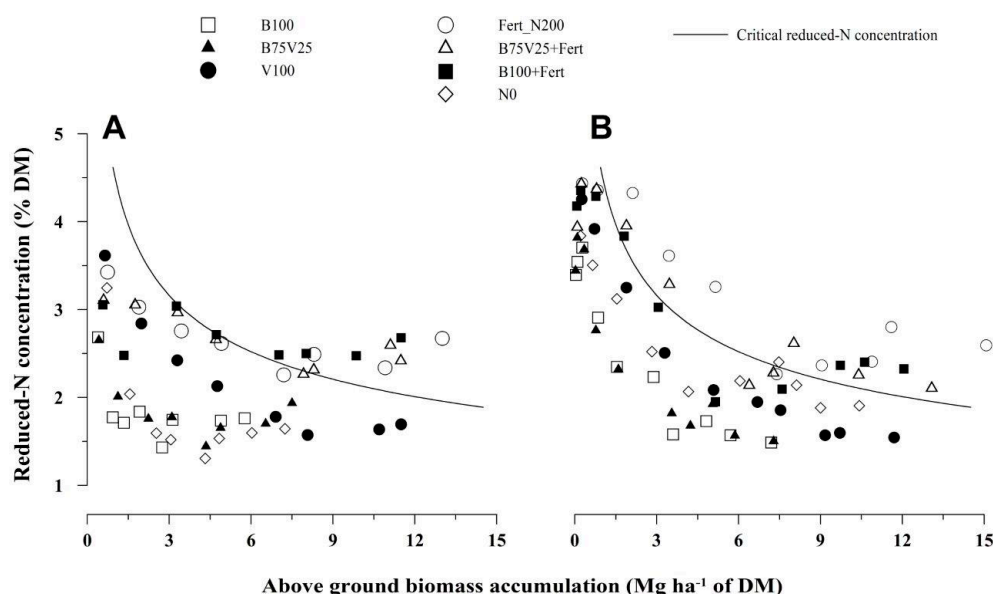 B100
B75V25
V100
Fert_N200
B75V25+Fert
B100+Fert
N0
Critical reduced-N concentration
A
B
Reduced-N concentration (% DM)
5
4
3
2
1
0 3 6 9 12 15
0 3 6 9 12 15
Above ground biomass accumulation (Mg ha⁻¹ of DM)